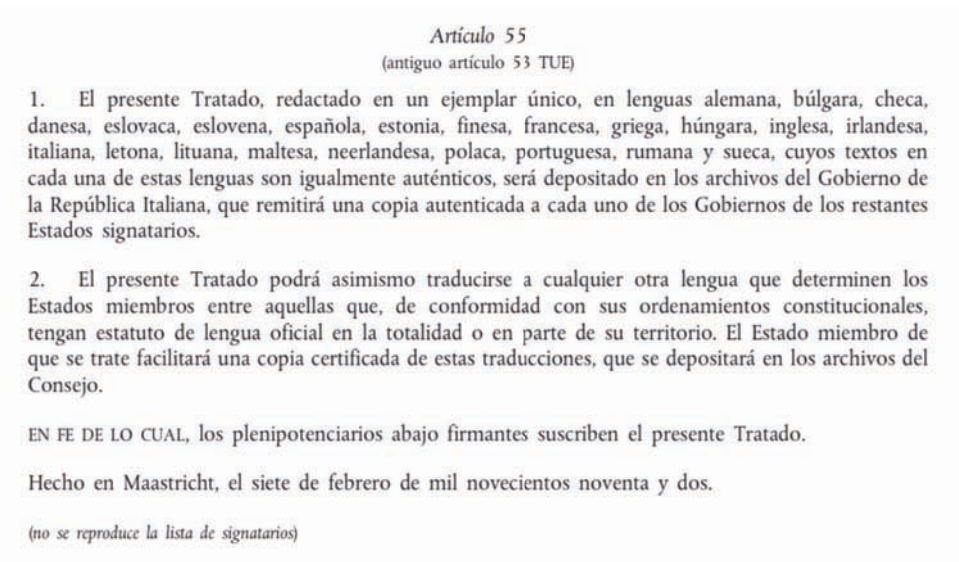 Artículo 55
(antiguo artículo 53 TUE)
1. El presente Tratado, redactado en un ejemplar único, en lenguas alemana, búlgara, checa,
danesa, eslovaca, eslovena, española, estonia, finesa, francesa, griega, húngara, inglesa, irlandesa,
italiana, letona, lituana, maltesa, neerlandesa, polaca, portuguesa, rumana y sueca, cuyos textos en
cada una de estas lenguas son igualmente auténticos, será depositado en los archivos del Gobierno de
la República Italiana, que remitirá una copia autenticada a cada uno de los Gobiernos de los restantes
Estados signatarios.
2. El presente Tratado podrá asimismo traducirse a cualquier otra lengua que determinen los
Estados miembros entre aquellas que, de conformidad con sus ordenamientos constitucionales,
tengan estatuto de lengua oficial en la totalidad o en parte de su territorio. El Estado miembro de
que se trate facilitará una copia certificada de estas traducciones, que se depositará en los archivos del
Consejo.
EN FE DE LO CUAL, los plenipotenciarios abajo firmantes suscriben el presente Tratado.
Hecho en Maastricht, el siete de febrero de mil novecientos noventa y dos.
(no se reproduce la lista de signatarios)